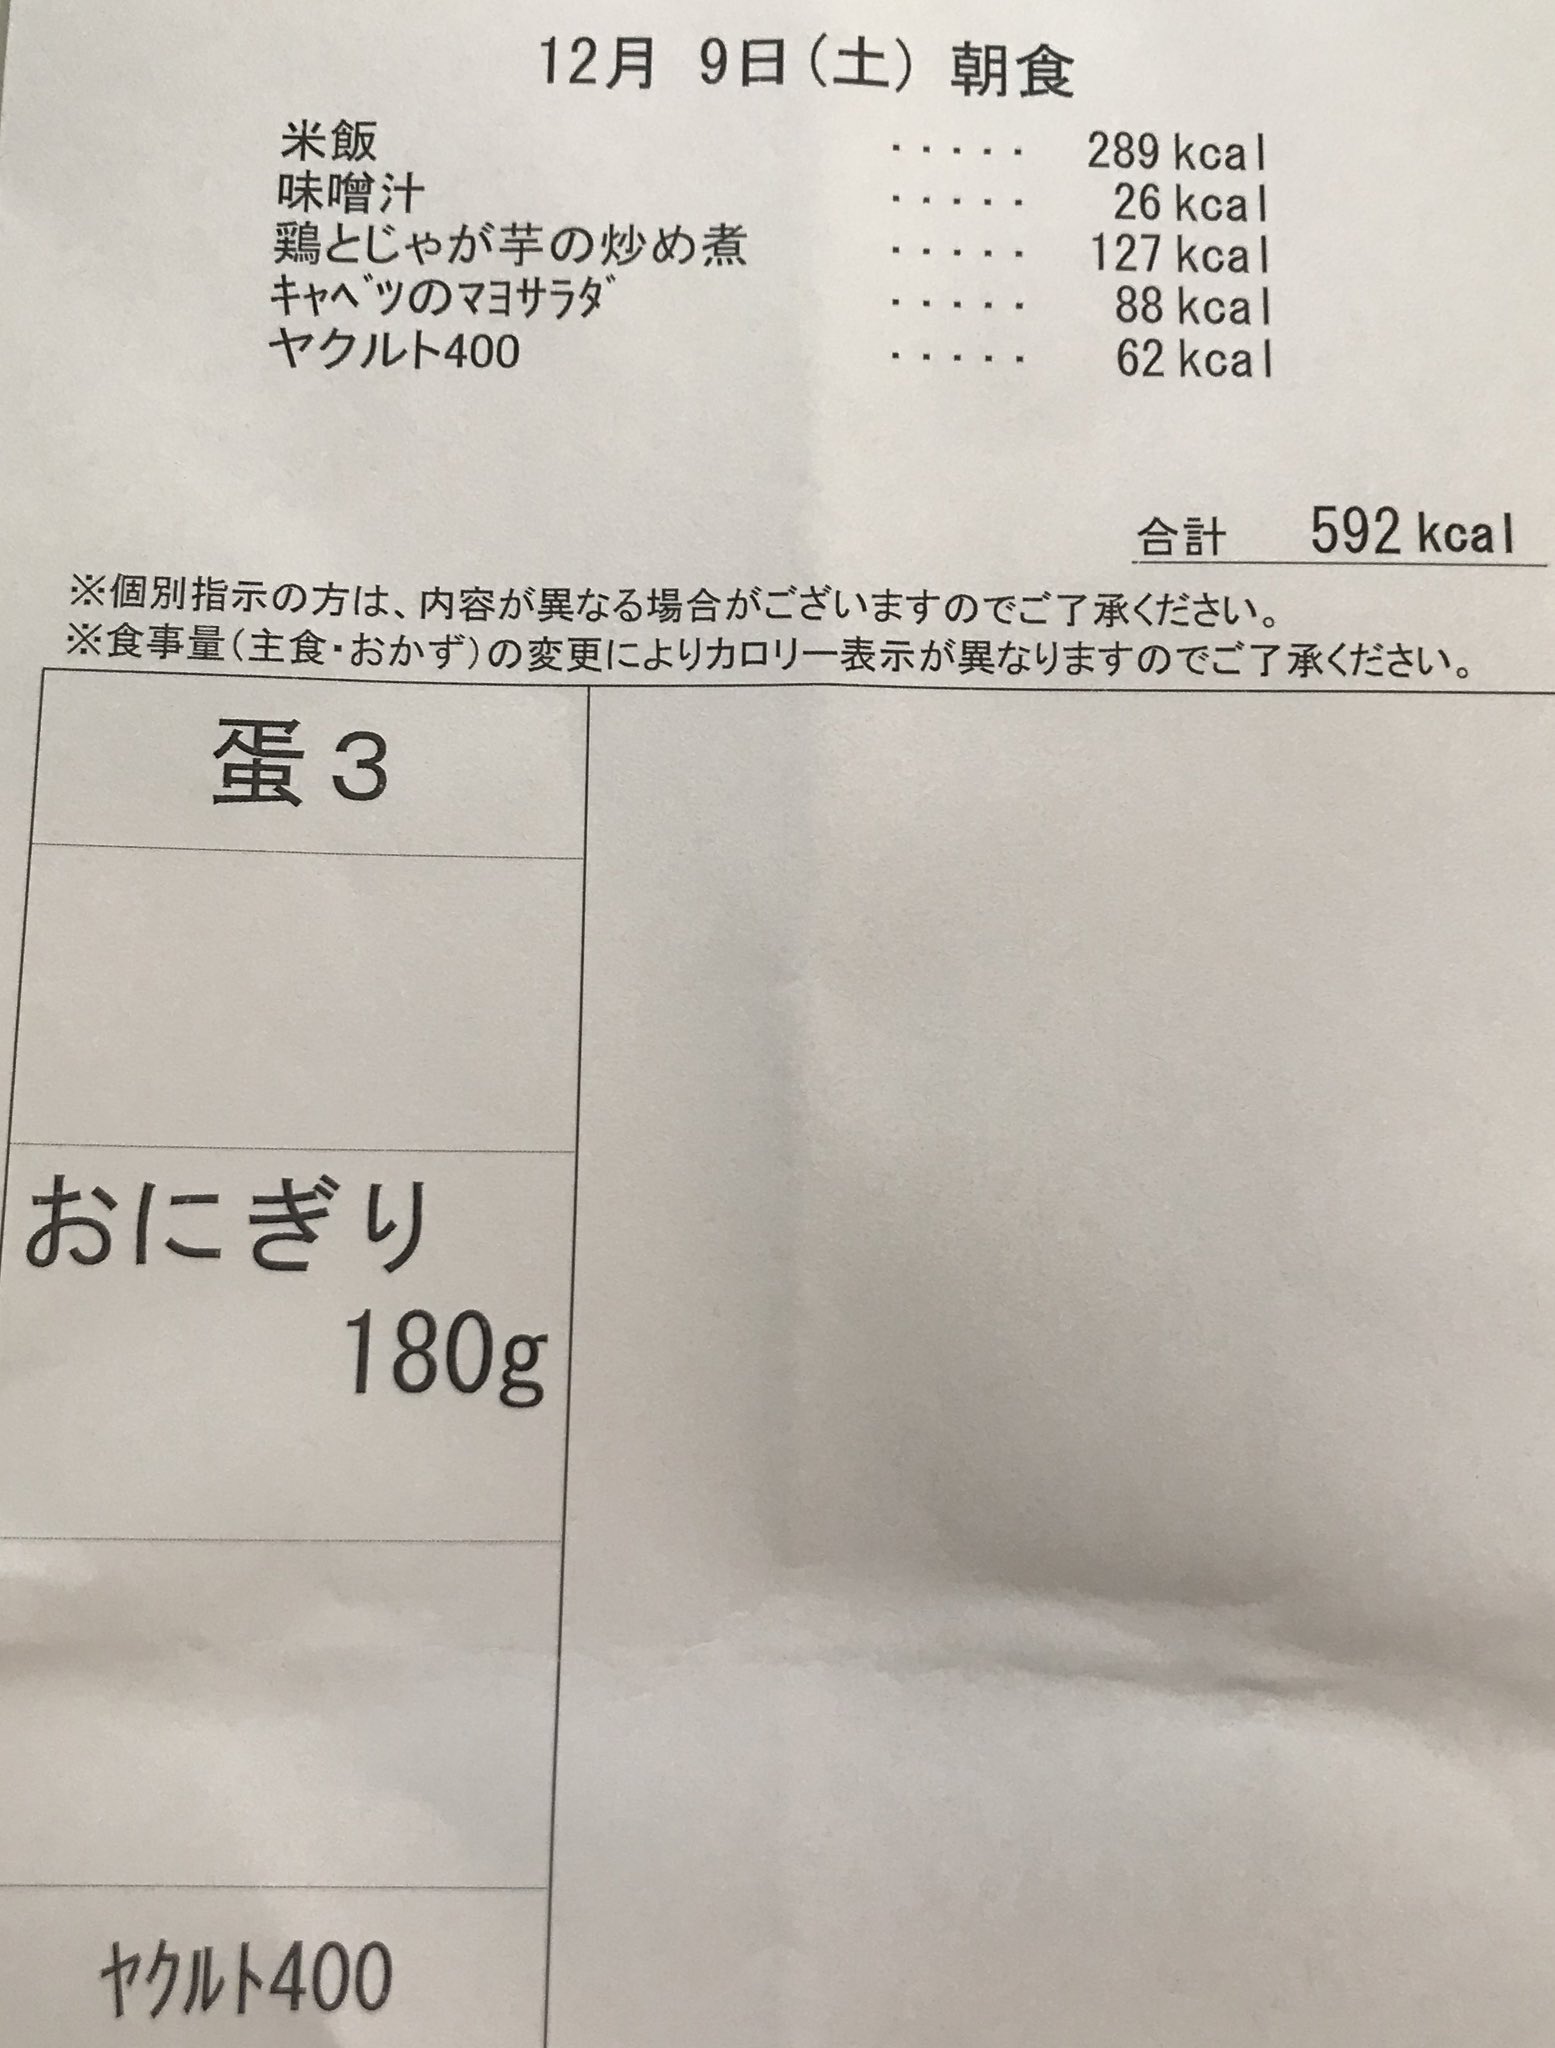 12月 9日(土) 朝食
米飯 ····· 289 kcal
味噌汁 ····· 26 kcal
鶏とじゃが芋の炒め煮 ····· 127 kcal
ｷｬﾍﾞﾂのﾏﾖｻﾗﾀﾞ ····· 88 kcal
ヤクルト400 ····· 62 kcal
合計 592 kcal
※個別指示の方は、内容が異なる場合がございますのでご了承ください。
※食事量(主食・おかず)の変更によりカロリー表示が異なりますのでご了承ください。
蛋３
おにぎり
180g
ﾔｸﾙﾄ400